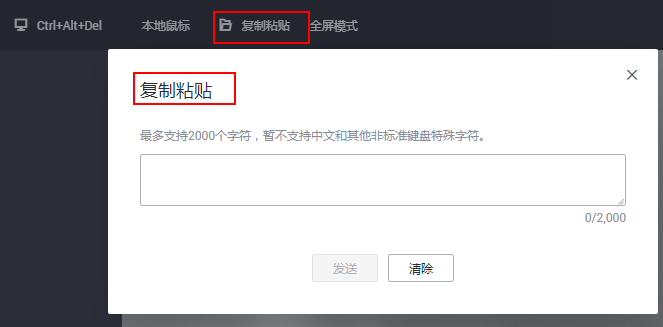 Ctrl+Alt+Del 本地鼠标 复制粘贴 全屏模式
复制粘贴
最多支持2000个字符，暂不支持中文和其他非标准键盘特殊字符。
0/2,000
发送 清除